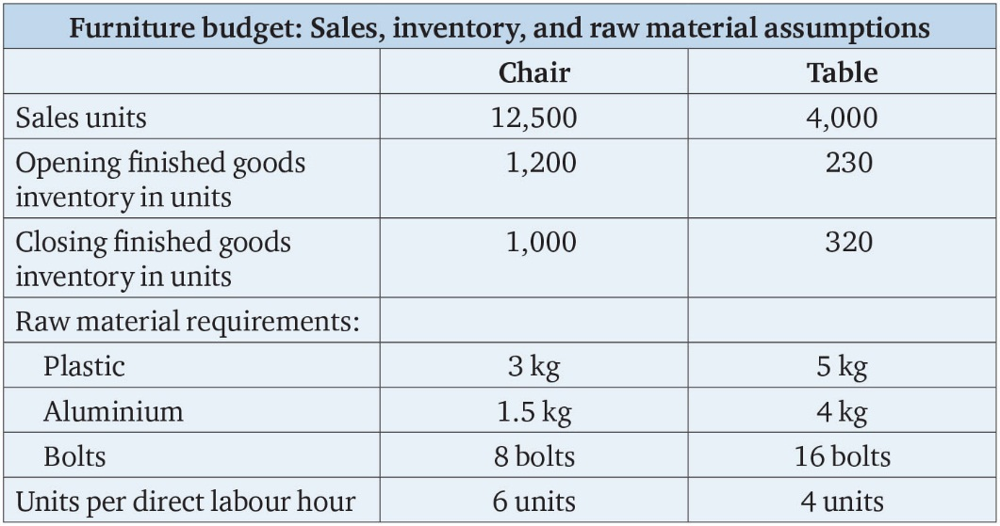 Furniture budget: Sales, inventory, and raw material assumptions
Chair Table
Sales units 12,500 4,000
Opening finished goods 1,200 230
inventory in units
Closing finished goods 1,000 320
inventory in units
Raw material requirements:
Plastic 3 kg 5 kg
Aluminium 1.5 kg 4 kg
Bolts 8 bolts 16 bolts
Units per direct labour hour 6 units 4 units